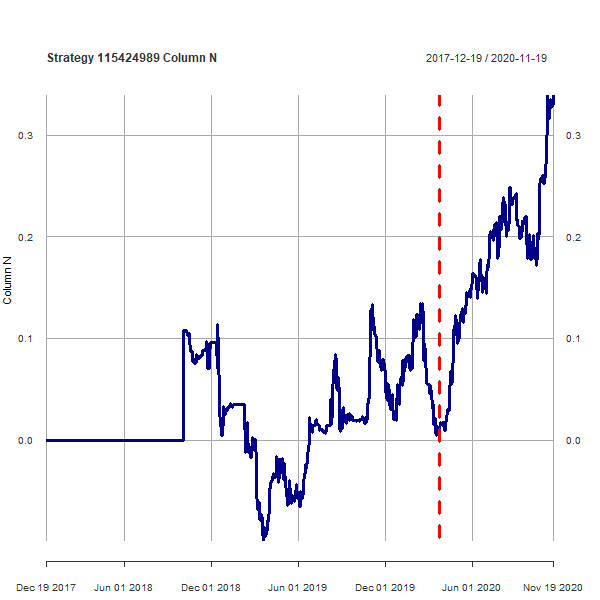 Strategy 115424989 Column N 2017-12-19 / 2020-11-19
0.3 0.3
0.2 0.2
0.1 0.1
0.0 0.0
Column N
Dec 19 2017 Jun 01 2018 Dec 01 2018 Jun 01 2019 Dec 01 2019 Jun 01 2020 Nov 19 2020